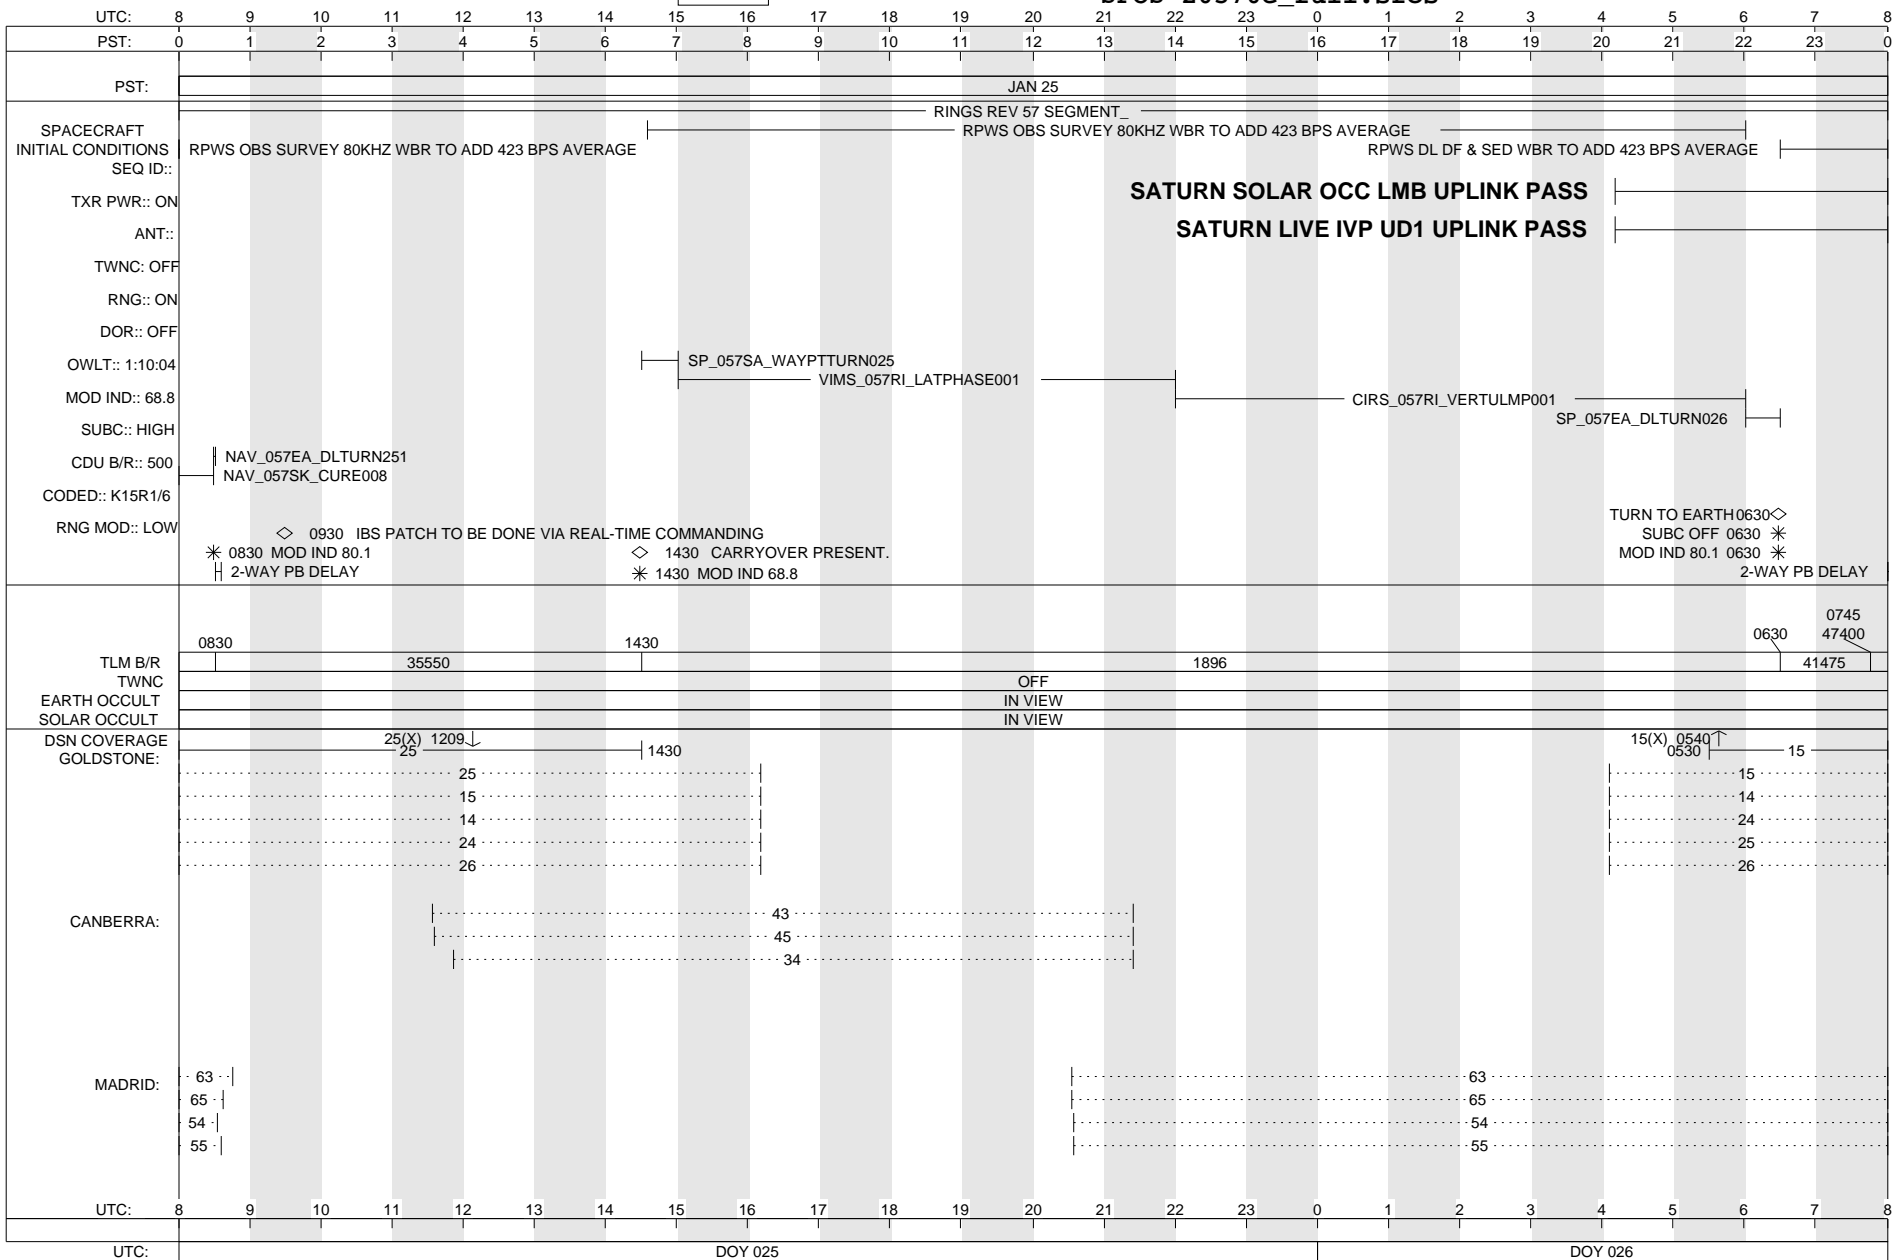 UTC: 8 9 10 11 12 13 14 15 16 17 18 19 20 21 22 23 0 1 2 3 4 5 6 7 8
PST: 0 1 2 3 4 5 6 7 8 9 10 11 12 13 14 15 16 17 18 19 20 21 22 23 0
PST: JAN 25
RINGS REV 57 SEGMENT_
SPACECRAFT RPWS OBS SURVEY 80KHZ WBR TO ADD 423 BPS AVERAGE
INITIAL CONDITIONS RPWS OBS SURVEY 80KHZ WBR TO ADD 423 BPS AVERAGE RPWS DL DF & SED WBR TO ADD 423 BPS AVERAGE
SEQ ID::
TXR PWR:: ON SATURN SOLAR OCC LMB UPLINK PASS
ANT:: SATURN LIVE IVP UD1 UPLINK PASS
TWNC: OFF
RNG:: ON
DOR:: OFF
OWLT:: 1:10:04 SP_057SA_WAYPTTURN025
VIMS_057RI_LATPHASE001
MOD IND:: 68.8 CIRS_057RI_VERTULMP001
SP_057EA_DLTURN026
SUBC:: HIGH
CDU B/R:: 500 NAV_057EA_DLTURN251
NAV_057SK_CURE008
CODED:: K15R1/6
TURN TO EARTH 0630
RNG MOD:: LOW 0930 IBS PATCH TO BE DONE VIA REAL-TIME COMMANDING SUBC OFF 0630
0830 MOD IND 80.1 1430 CARRYOVER PRESENT. MOD IND 80.1 0630
2-WAY PB DELAY 1430 MOD IND 68.8 2-WAY PB DELAY
0745
0830 1430 0630 47400
TLM B/R 35550 1896 41475
TWNC OFF
EARTH OCCULT IN VIEW
SOLAR OCCULT IN VIEW
DSN COVERAGE 25(X) 1209 15(X) 0540
GOLDSTONE: 25 1430 0530 15
25 15
15 14
14 24
24 25
26 26
CANBERRA: 43
45
34
MADRID: 63 63
65 65
54 54
55 55
UTC: 8 9 10 11 12 13 14 15 16 17 18 19 20 21 22 23 0 1 2 3 4 5 6 7 8
UTC: DOY 025 DOY 026